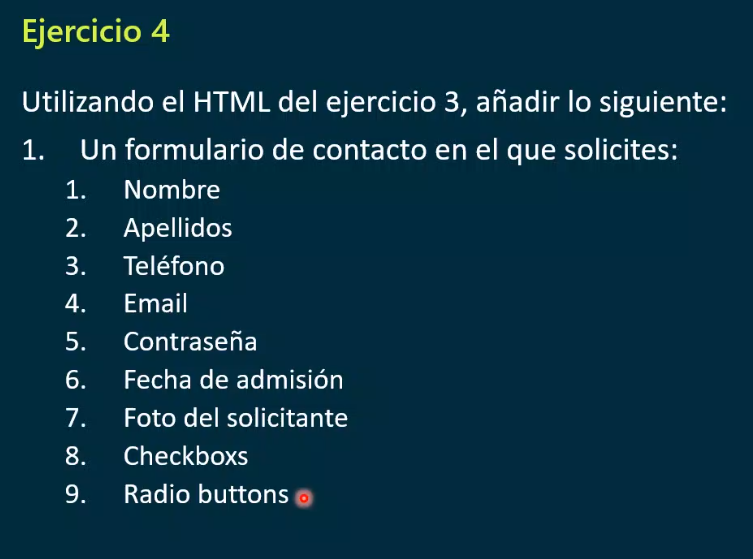 Ejercicio 4
Utilizando el HTML del ejercicio 3, añadir lo siguiente:
1. Un formulario de contacto en el que solicites:
1. Nombre
2. Apellidos
3. Teléfono
4. Email
5. Contraseña
6. Fecha de admisión
7. Foto del solicitante
8. Checkboxs
9. Radio buttons